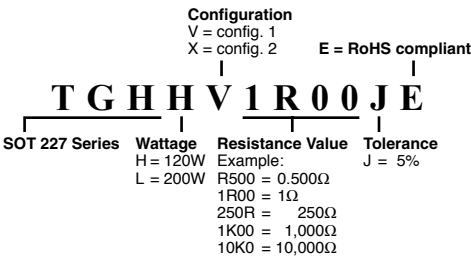 Configuration
V = config. 1
X = config. 2
E = RoHS compliant
T G H H V 1 R 0 0 J E
SOT 227 Series
Wattage
H = 120W
L = 200W
Resistance Value
Example:
R500 = 0.500Ω
1R00 = 1Ω
250R = 250Ω
1K00 = 1,000Ω
10K0 = 10,000Ω
Tolerance
J = 5%